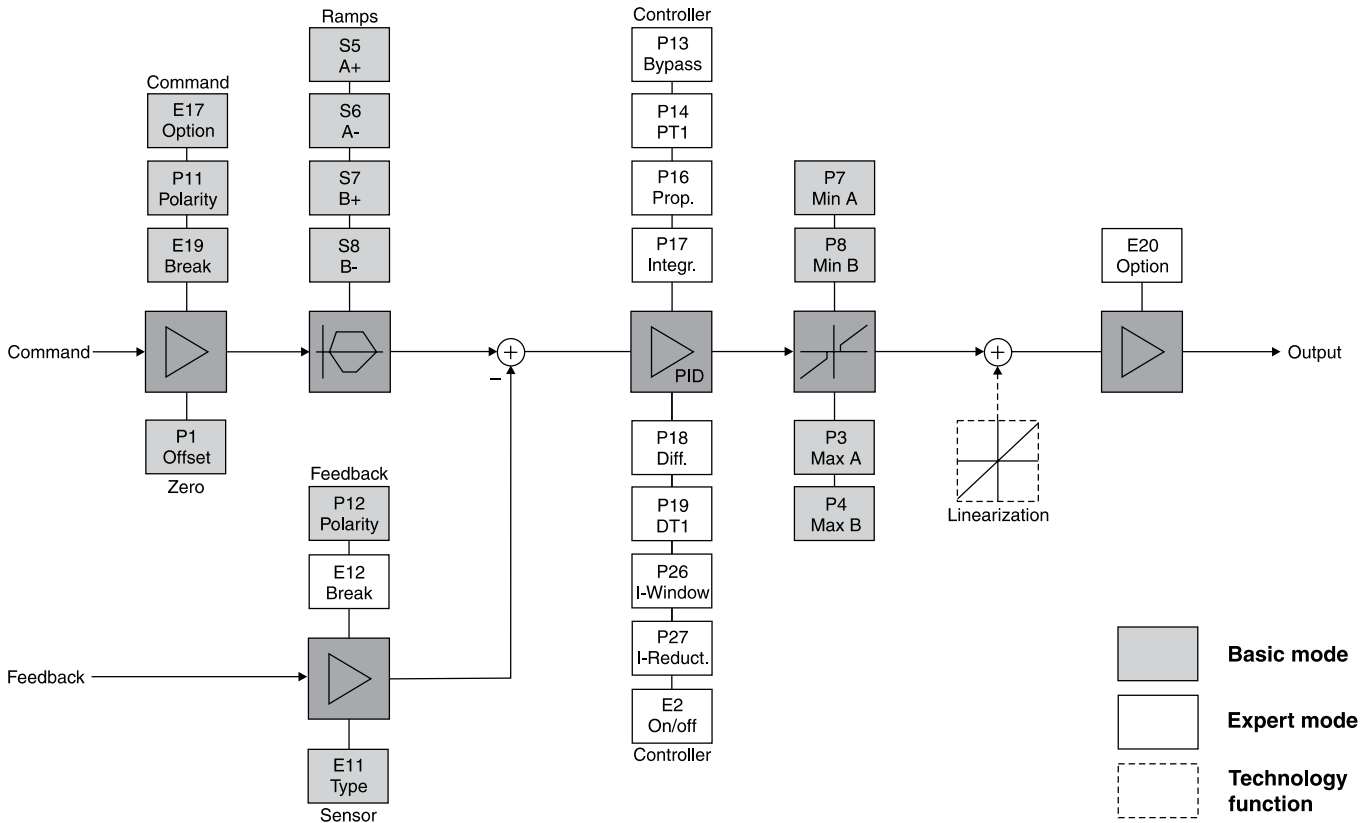 Command
E17
Option
P11
Polarity
E19
Break
Command
P1
Offset
Zero
Ramps
S5
A+
S6
A-
S7
B+
S8
B-
Feedback
P12
Polarity
E12
Break
Feedback
E11
Type
Sensor
+
–
Controller
P13
Bypass
P14
PT1
P16
Prop.
P17
Integr.
PID
P18
Diff.
P19
DT1
P26
I-Window
P27
I-Reduct.
E2
On/off
Controller
P7
Min A
P8
Min B
P3
Max A
P4
Max B
+
Linearization
E20
Option
Output
Basic mode
Expert mode
Technology
function